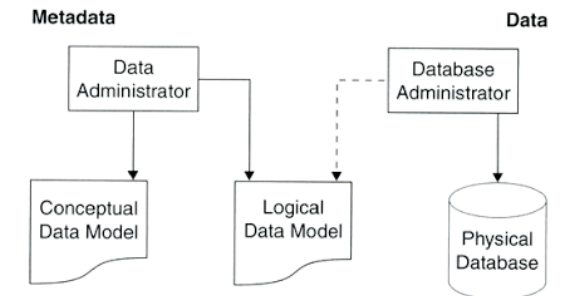 Metadata
Data
Data
Administrator
Database
Administrator
Conceptual
Data Model
Logical
Data Model
Physical
Database